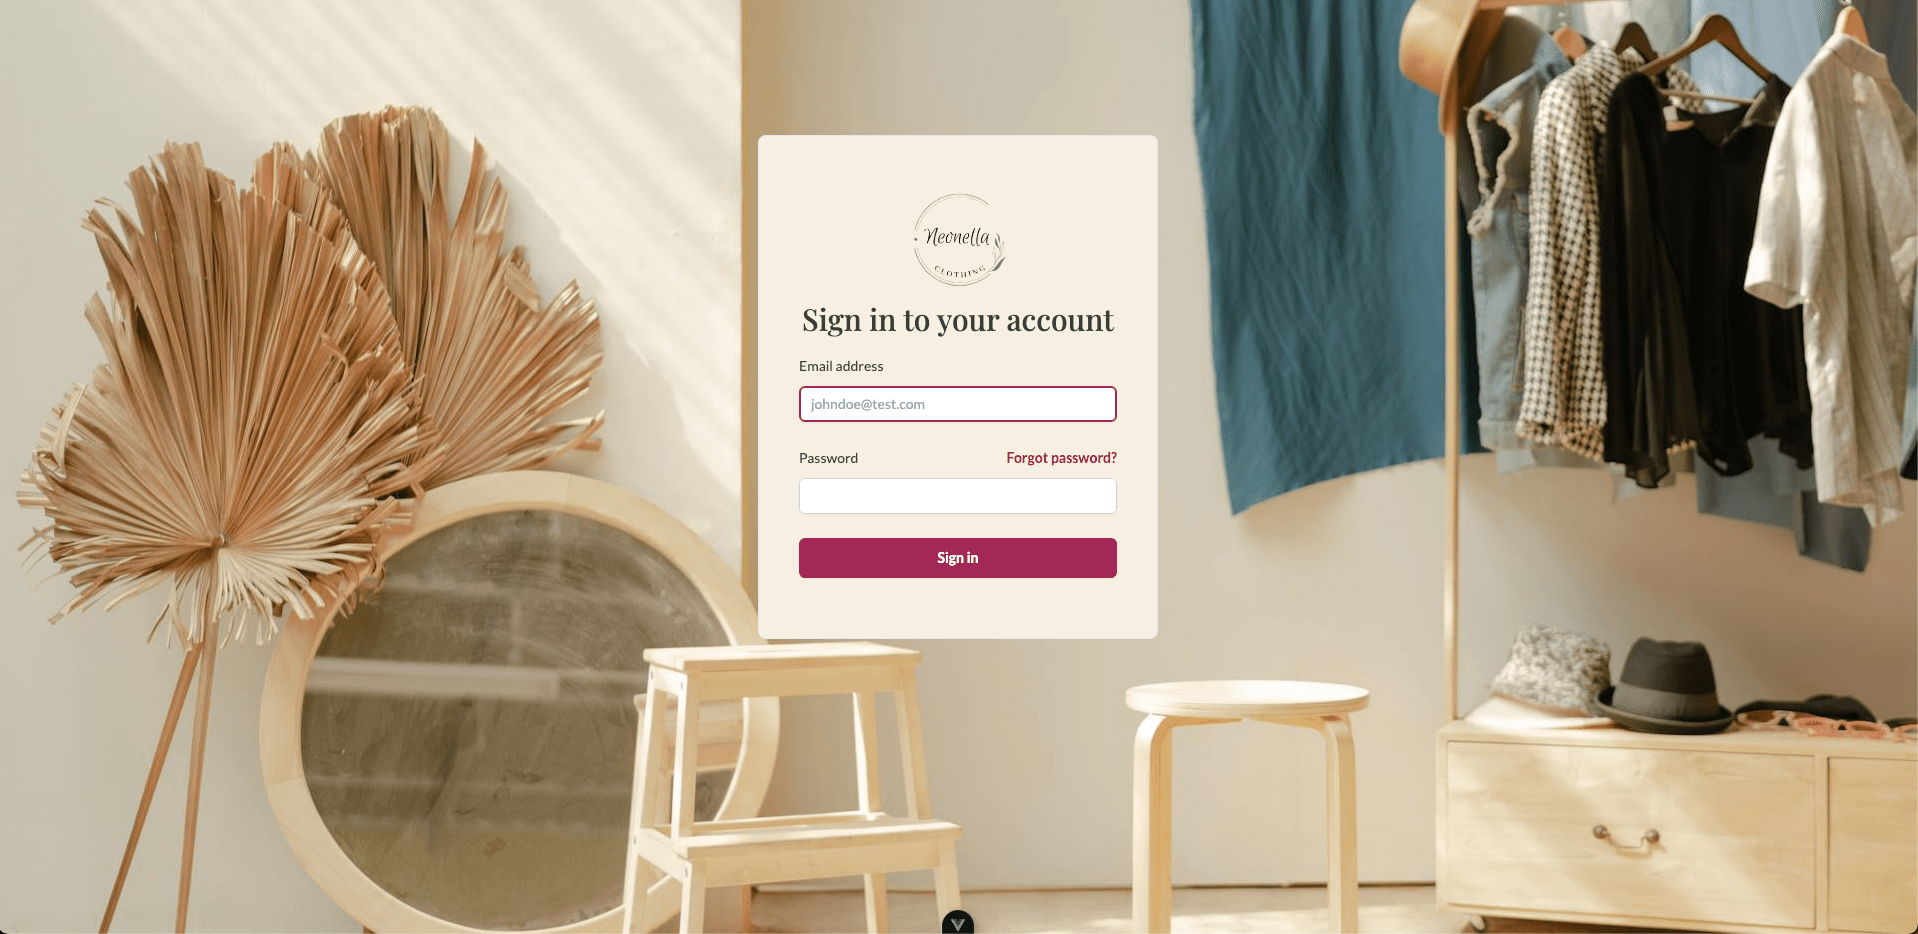 Neonella
CLOTHING
Sign in to your account
Email address
johndoe@test.com
Password Forgot password?
Sign in